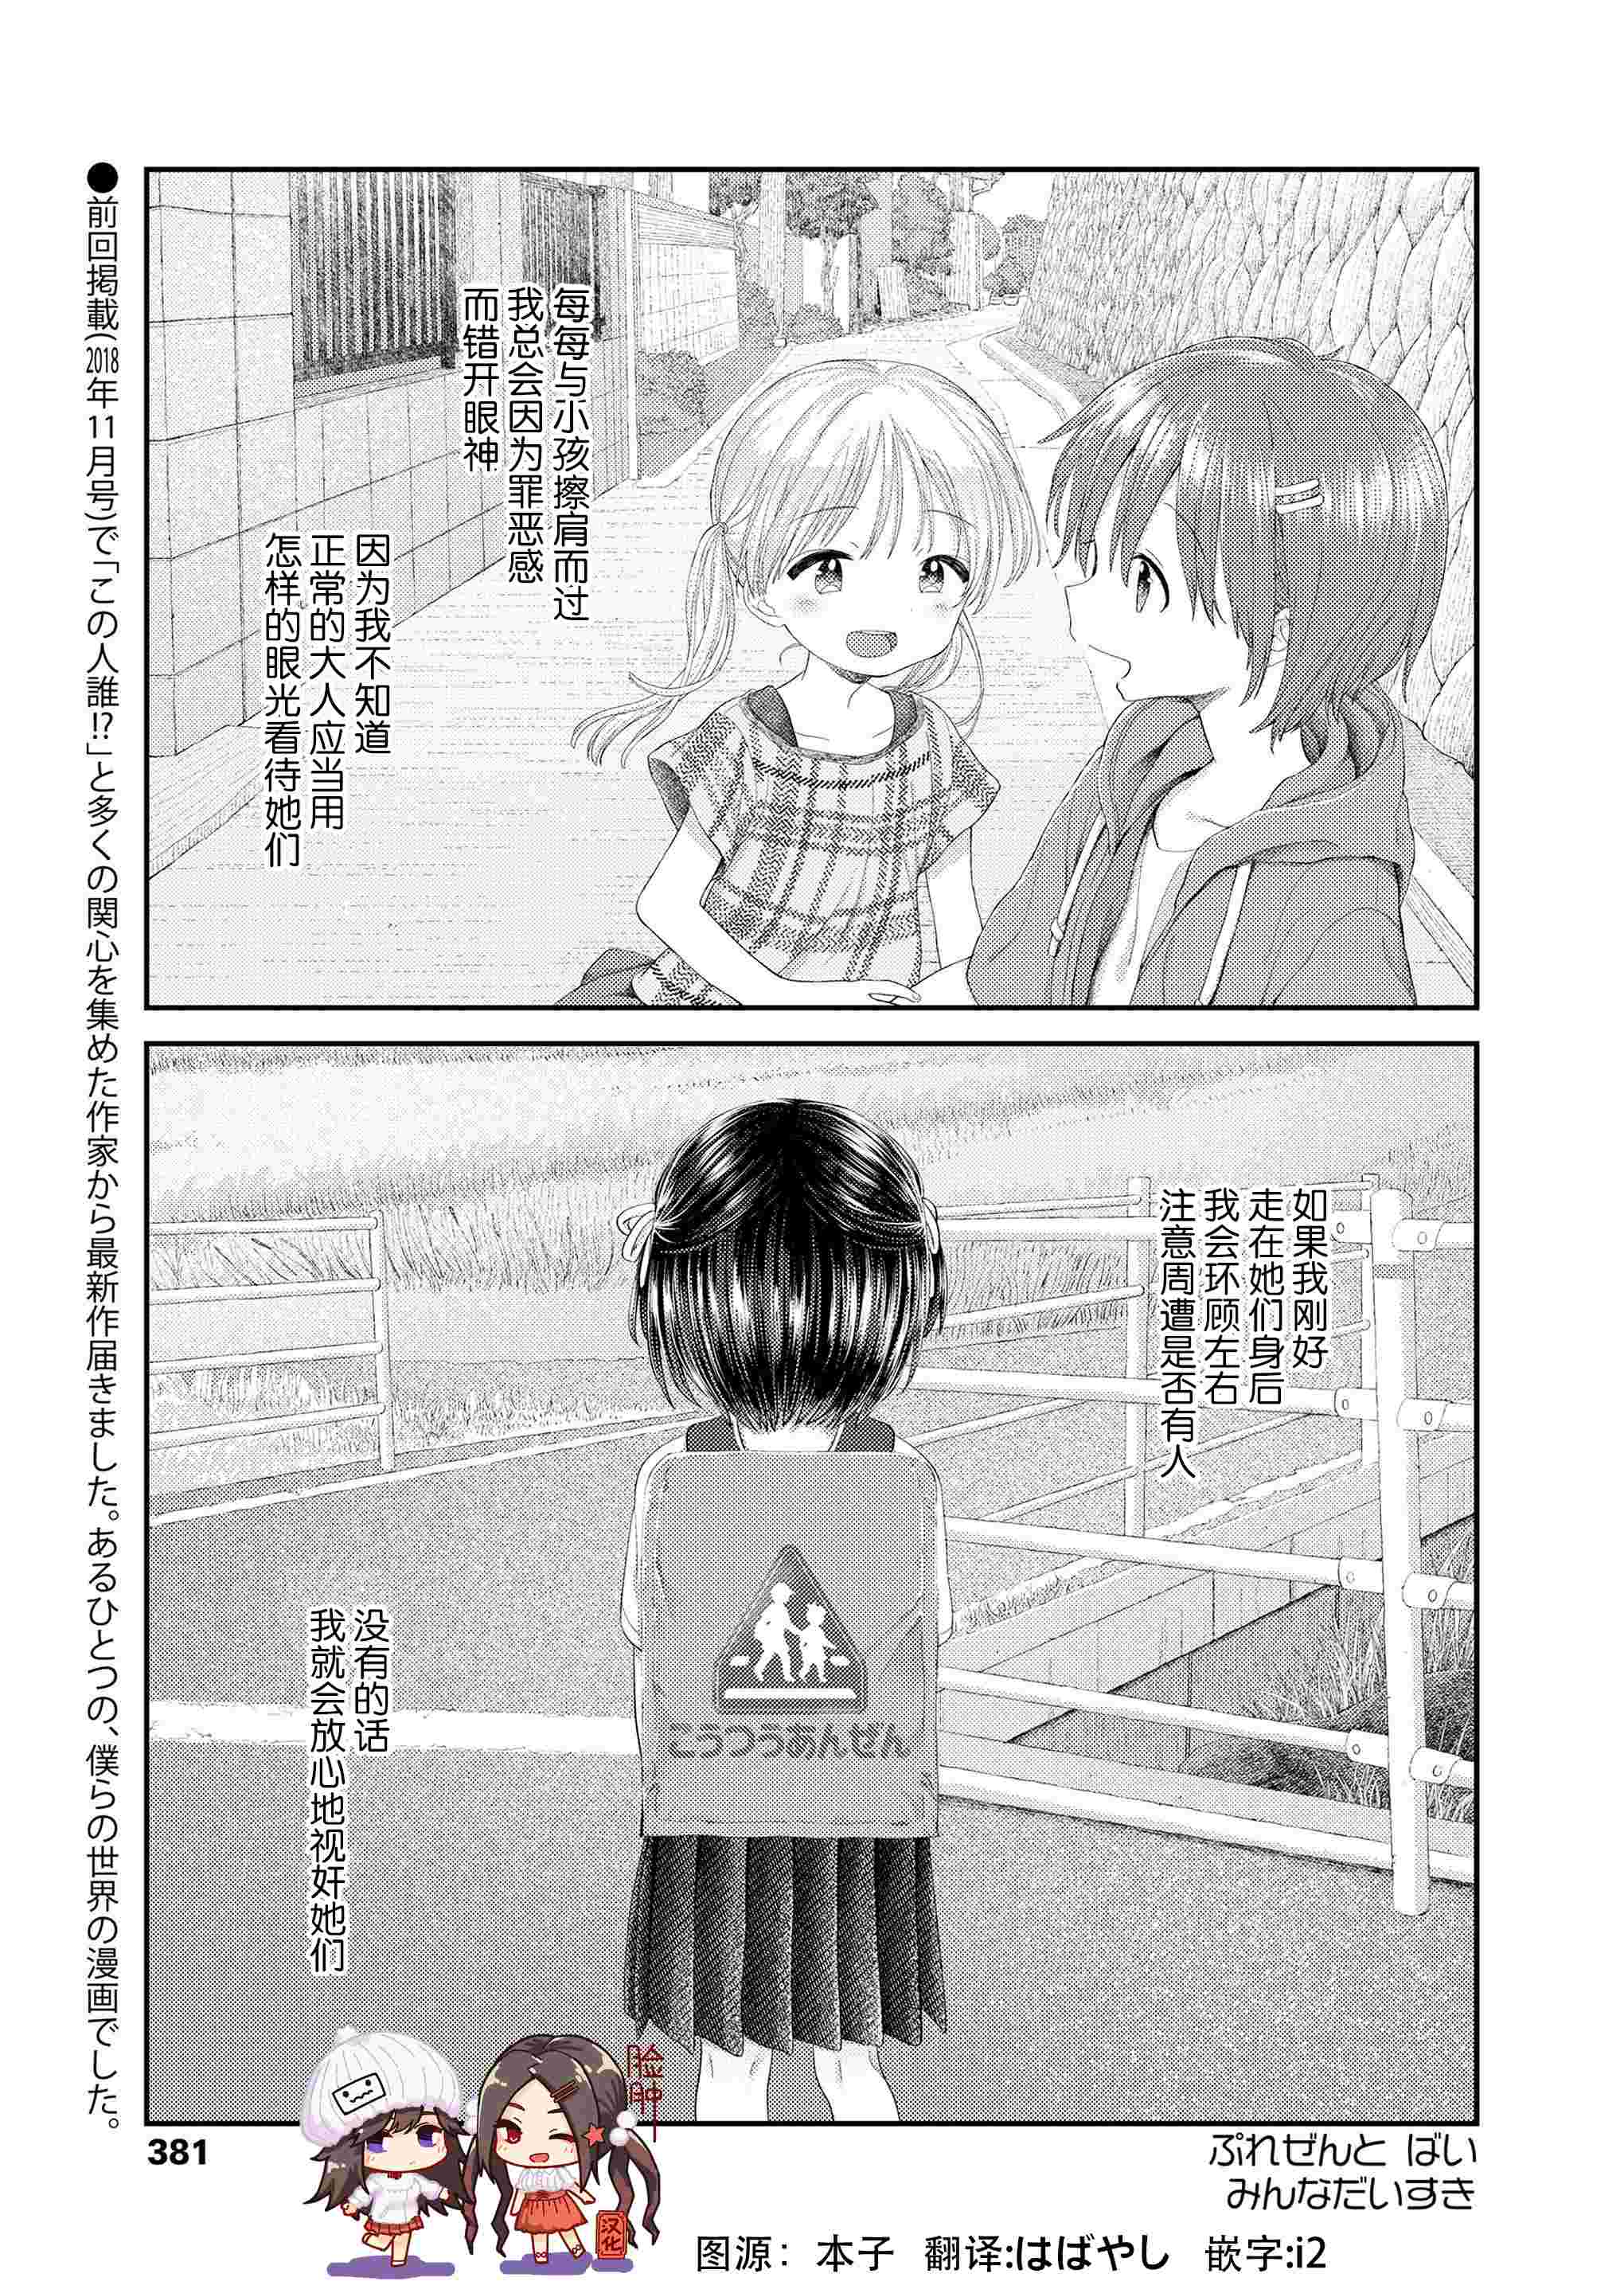 每每与小孩擦肩而过
我总会因为罪恶感
而错开眼神
因为我不知道
正常的大人应当用
怎样的眼光看待她们
如果我刚好
走在她们身后
我会环顾左右
注意周遭是否有人
没有的话
我就会放心地视奸她们
こうつうあんぜん
●前回掲載(2018年11月号)で「この人誰!?」と多くの関心を集めた作家から最新作届きました。あるひとつの、僕らの世界の漫画でした。
381
ぷれぜんと ばい
みんなだいすき
脸肿
汉化
图源: 本子 翻译:はばやし 嵌字:i2